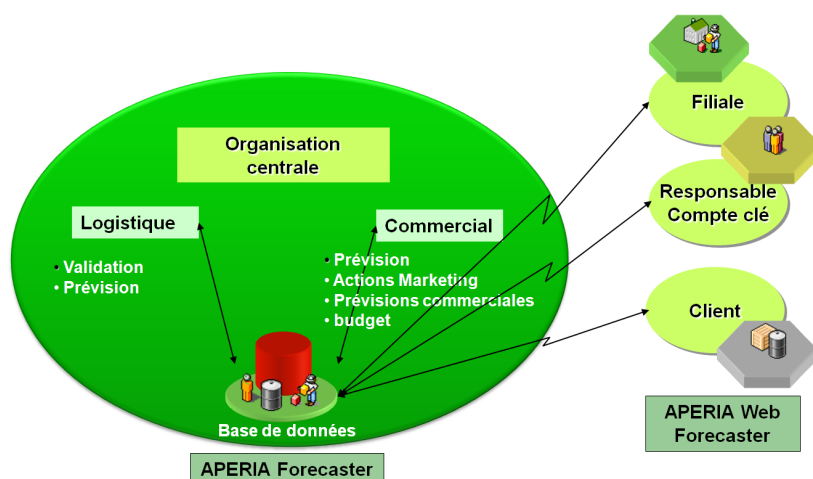 Organisation
centrale
Logistique
• Validation
• Prévision
Commercial
• Prévision
• Actions Marketing
• Prévisions commerciales
• budget
Base de données
APERIA Forecaster
Filiale
Responsable
Compte clé
Client
APERIA Web
Forecaster